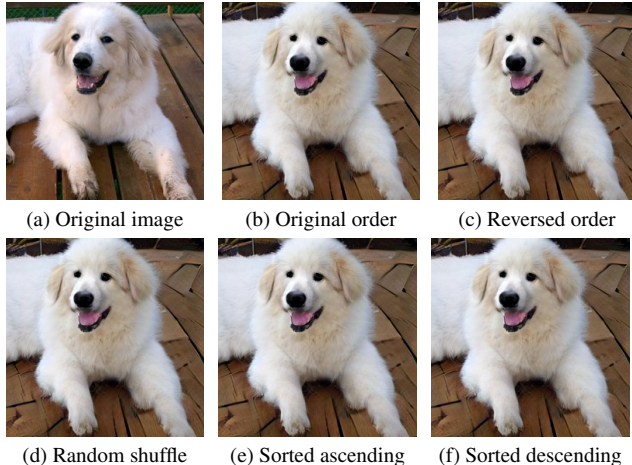 (a) Original image
(b) Original order
(c) Reversed order
(d) Random shuffle
(e) Sorted ascending
(f) Sorted descending